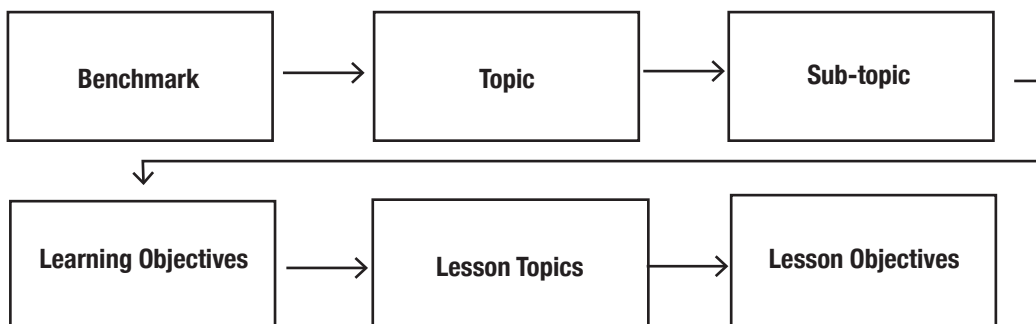 Benchmark
Topic
Sub-topic
Learning Objectives
Lesson Topics
Lesson Objectives